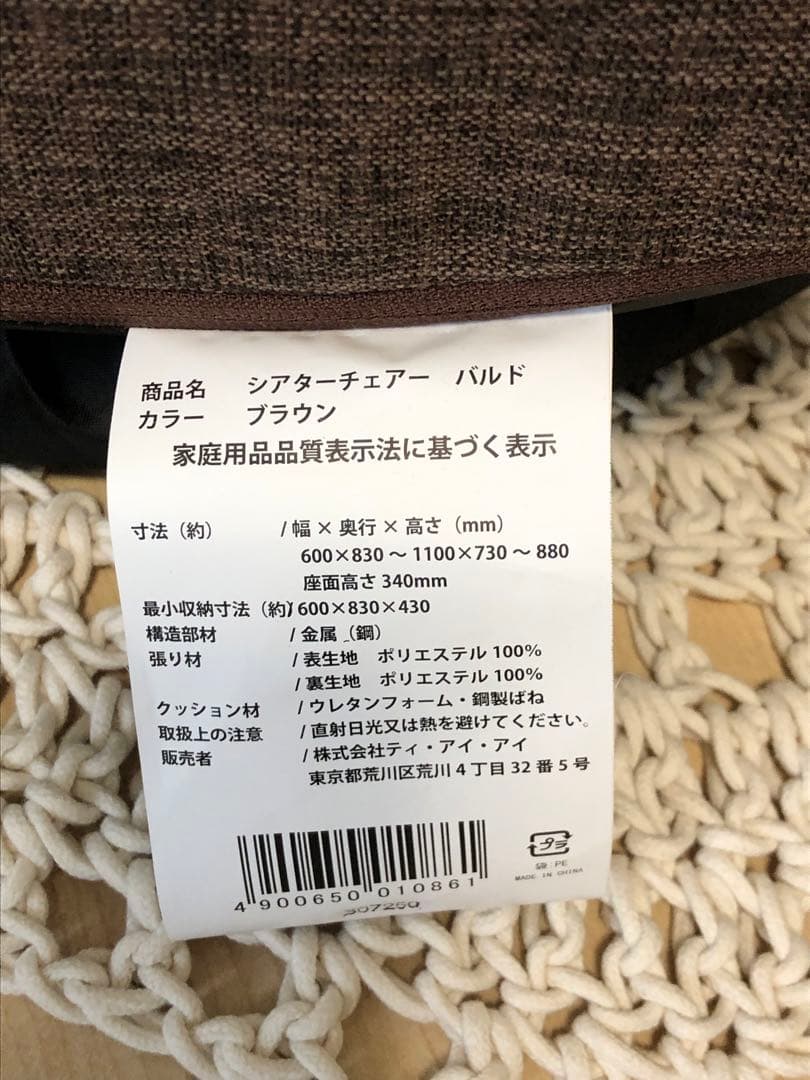 商品名 シアターチェアー バルド
カラー ブラウン
家庭用品品質表示法に基づく表示
寸法（約） / 幅 × 奥行 × 高さ（mm）
600×830 ～ 1100×730 ～ 880
座面高さ 340mm
最小収納寸法（約）/ 600×830×430
構造部材 / 金属（鋼）
張り材 / 表生地 ポリエステル 100%
/ 裏生地 ポリエステル 100%
クッション材 / ウレタンフォーム・鋼製ばね
取扱上の注意 / 直射日光又は熱を避けてください。
販売者 / 株式会社ティ・アイ・アイ
東京都荒川区荒川 4 丁目 32 番 5 号
4 900650 010861
307250
プラ
袋:PE
MADE IN CHINA